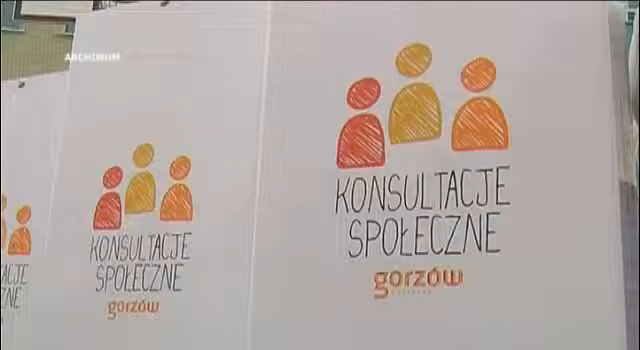 ARCHIWUM
KONSULTACJE
SPOŁECZNE
gorzów
KONSULTACJE
SPOŁECZNE
gorzów